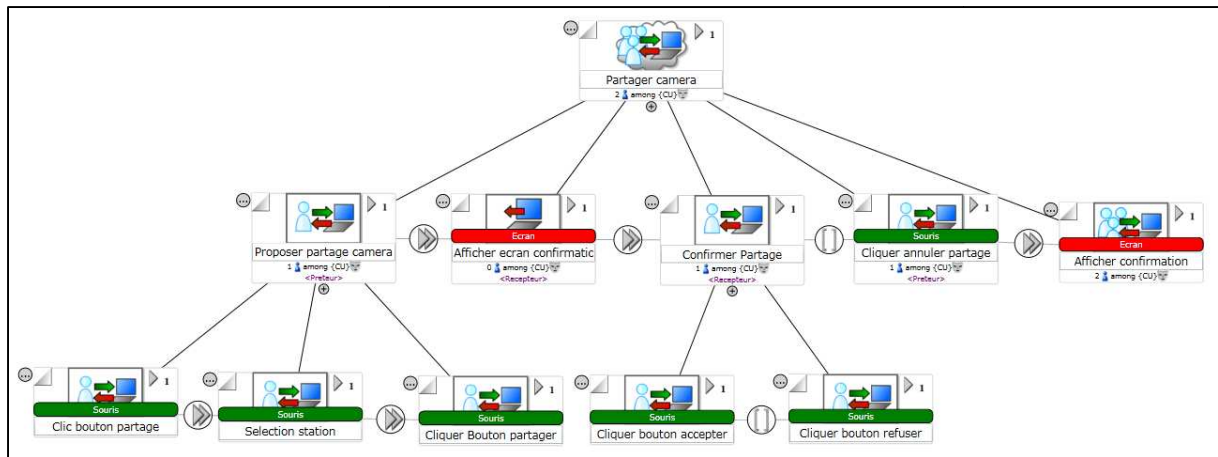 1
Partager camera
2 among {CU}
1
Proposer partage camera
1 among {CU}
<Preteur>
1
Ecran
Afficher ecran confirmatic
0 among {CU}
<Recepteur>
1
Confirmer Partage
1 among {CU}
<Recepteur>
1
Souris
Cliquer annuler partage
1 among {CU}
<Preteur>
1
Ecran
Afficher confirmation
2 among {CU}
1
Souris
Clic bouton partage
1
Souris
Selection station
1
Souris
Cliquer Bouton partager
1
Souris
Cliquer bouton accepter
1
Souris
Cliquer bouton refuser